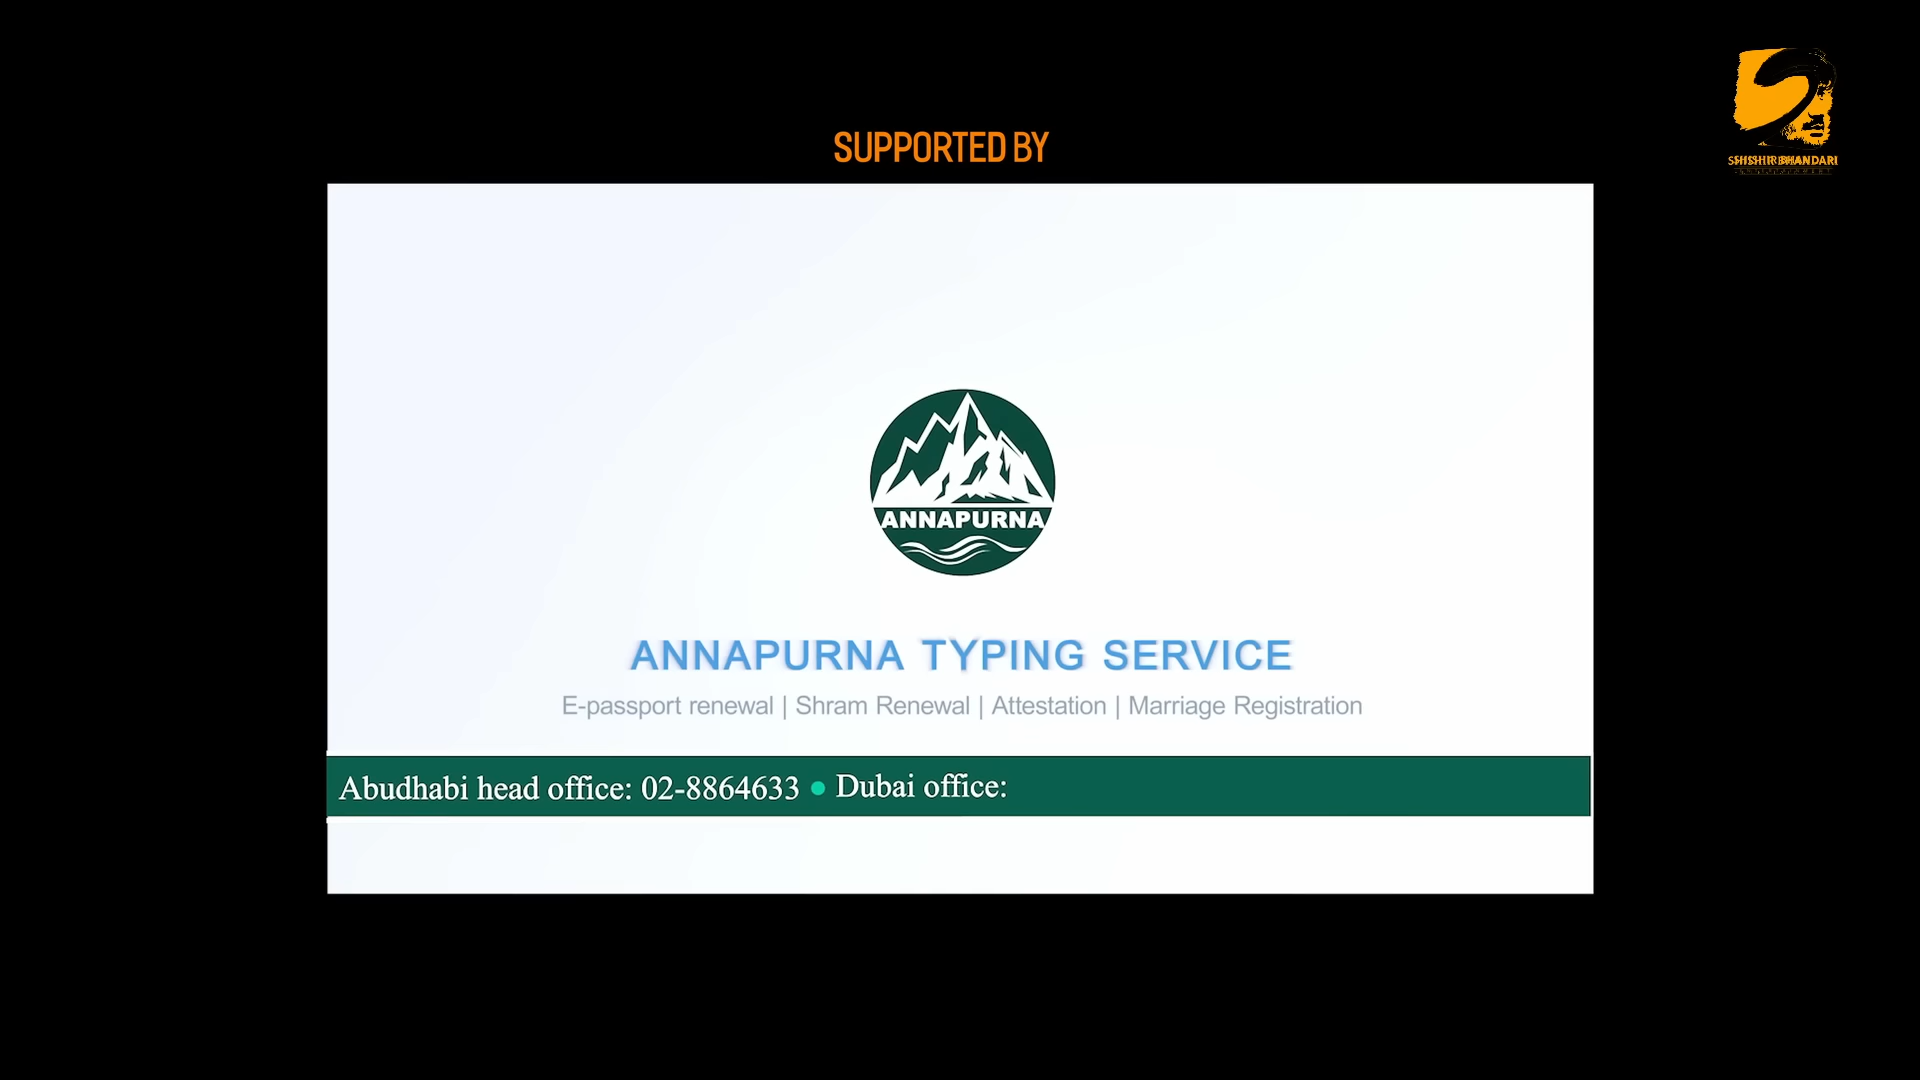 SUPPORTED BY
SHISHIR BHANDARI
ANNAPURNA
ANNAPURNA TYPING SERVICE
E-passport renewal | Shram Renewal | Attestation | Marriage Registration
Abudhabi head office: 02-8864633 • Dubai office: